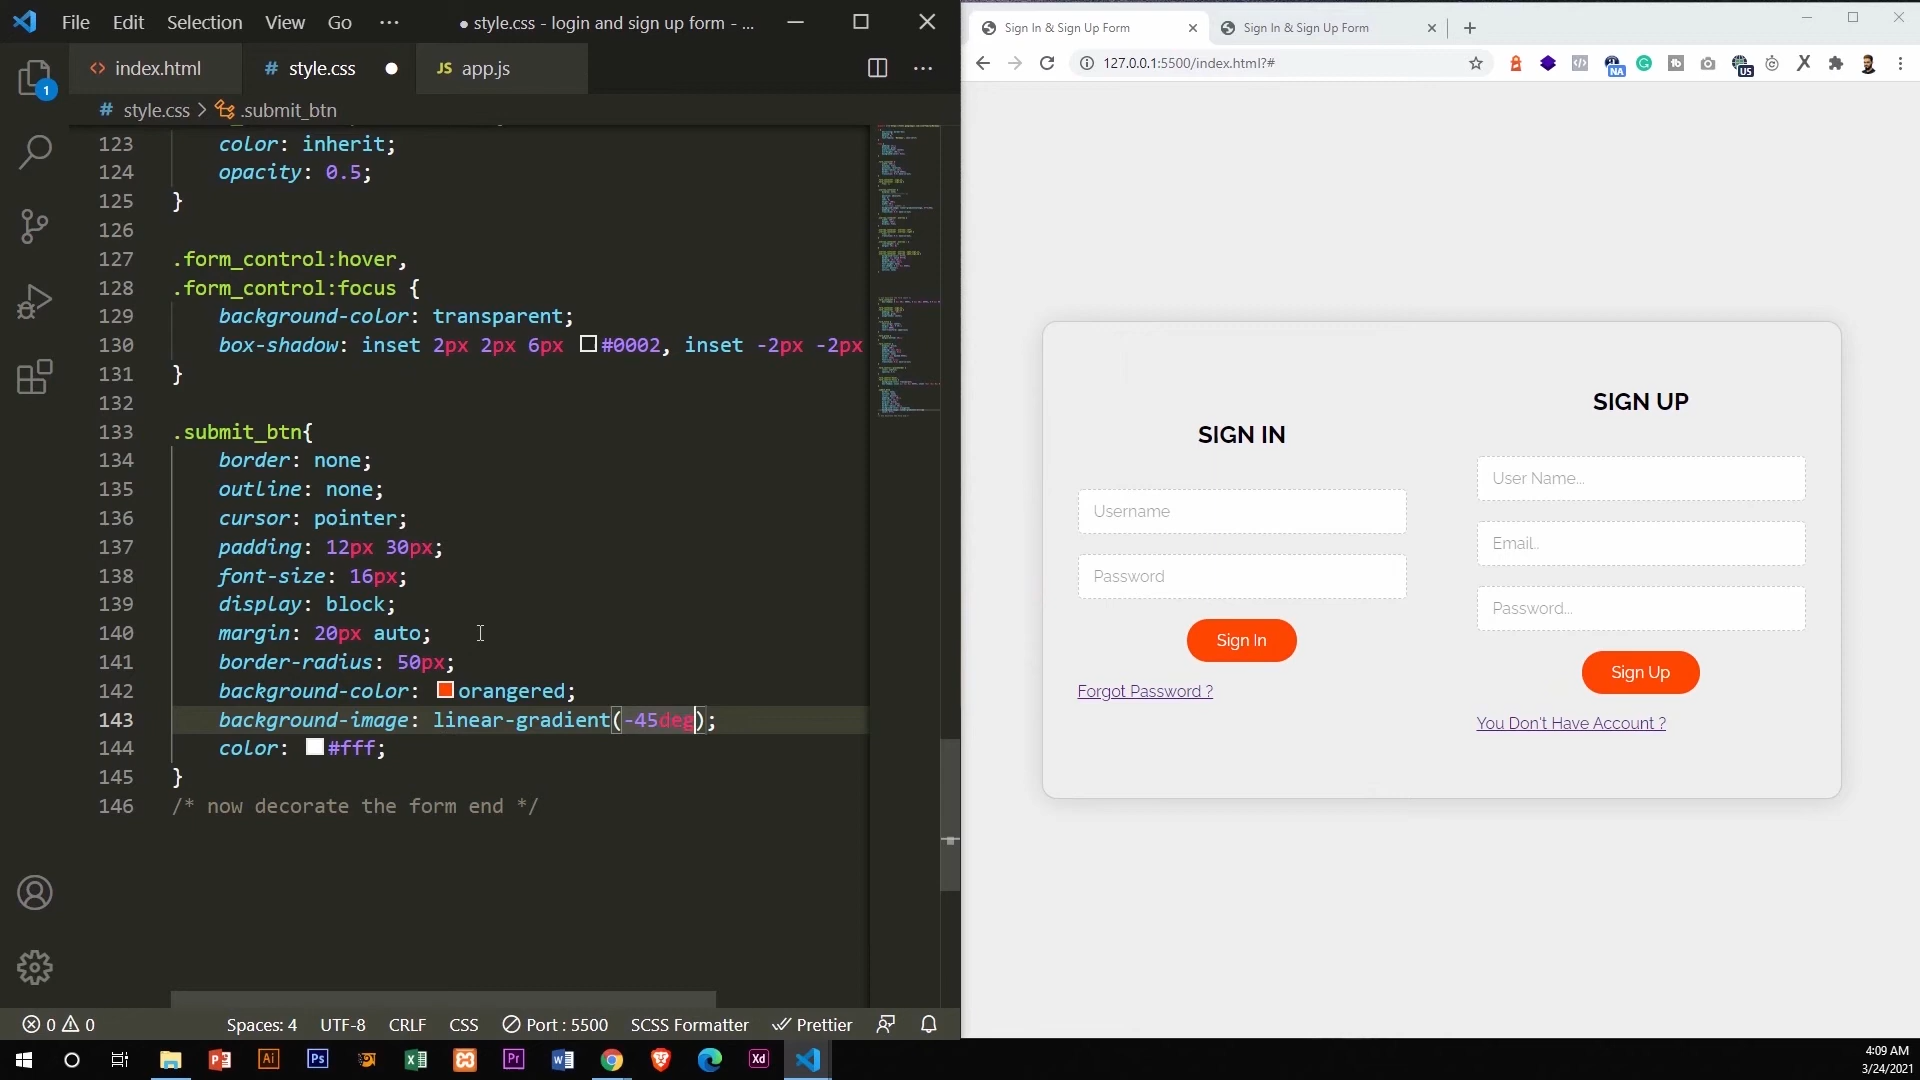 File Edit Selection View Go ··· ● style.css - login and sign up form - ...
<> index.html # style.css ● JS app.js ···
# style.css > .submit_btn
123 color: inherit;
124 opacity: 0.5;
125 }
126
127 .form_control:hover,
128 .form_control:focus {
129 background-color: transparent;
130 box-shadow: inset 2px 2px 6px #0002, inset -2px -2px
131 }
132
133 .submit_btn{
134 border: none;
135 outline: none;
136 cursor: pointer;
137 padding: 12px 30px;
138 font-size: 16px;
139 display: block;
140 margin: 20px auto;
141 border-radius: 50px;
142 background-color: orangered;
143 background-image: linear-gradient(-45deg);
144 color: #fff;
145 }
146 /* now decorate the form end */
1
0 0 Spaces: 4 UTF-8 CRLF CSS Port : 5500 SCSS Formatter Prettier
Sign In & Sign Up Form Sign In & Sign Up Form
127.0.0.1:5500/index.html?#
NA US
SIGN IN
Username
Password
Sign In
Forgot Password ?
SIGN UP
User Name...
Email..
Password...
Sign Up
You Don't Have Account ?
Ai Ps Pr Xd
4:09 AM
3/24/2021